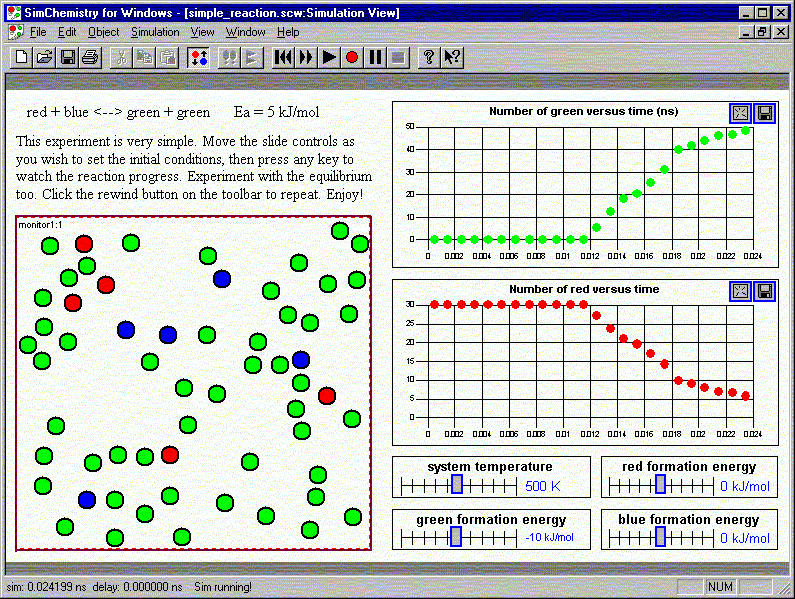 SimChemistry for Windows - [simple_reaction.scw:Simulation View]
File Edit Object Simulation View Window Help
red + blue <--> green + green Ea = 5 kJ/mol
This experiment is very simple. Move the slide controls as
you wish to set the initial conditions, then press any key to
watch the reaction progress. Experiment with the equilibrium
too. Click the rewind button on the toolbar to repeat. Enjoy!
monitor1:1
Number of green versus time (ns)
50
40
30
20
10
0
0 0.002 0.004 0.006 0.008 0.01 0.012 0.014 0.016 0.018 0.02 0.022 0.024
Number of red versus time
30
25
20
15
10
5
0
0 0.002 0.004 0.006 0.008 0.01 0.012 0.014 0.016 0.018 0.02 0.022 0.024
system temperature
500 K
red formation energy
0 kJ/mol
green formation energy
-10 kJ/mol
blue formation energy
0 kJ/mol
sim: 0.024199 ns delay: 0.000000 ns Sim running!
NUM